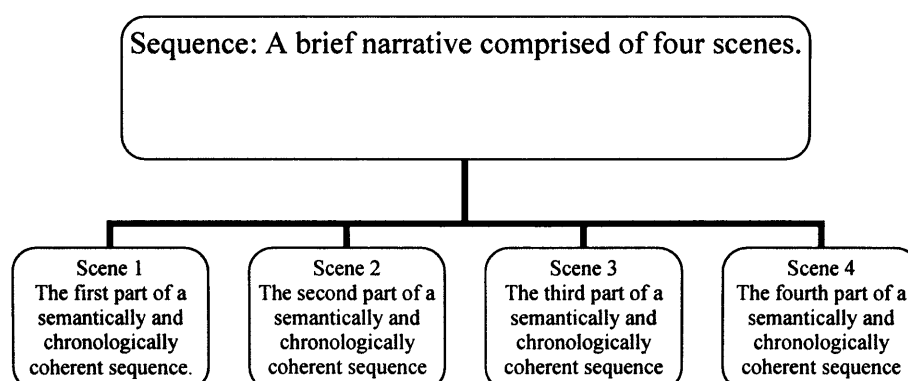 Sequence: A brief narrative comprised of four scenes.
Scene 1
The first part of a
semantically and
chronologically
coherent sequence.
Scene 2
The second part of a
semantically and
chronologically
coherent sequence
Scene 3
The third part of a
semantically and
chronologically
coherent sequence
Scene 4
The fourth part of a
semantically and
chronologically
coherent sequence